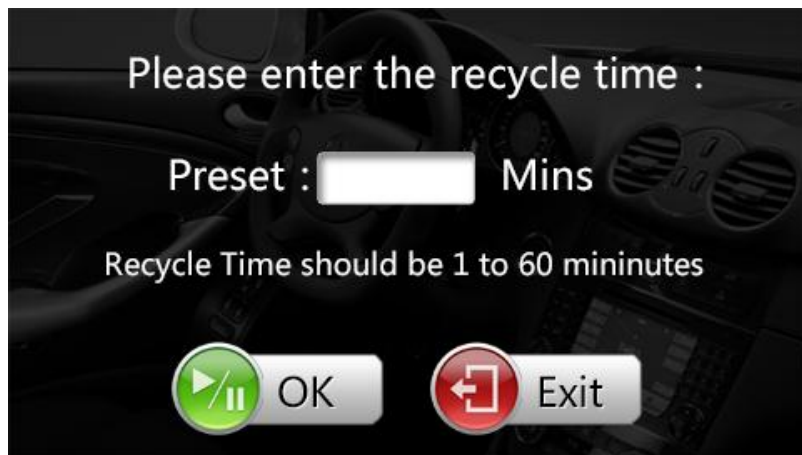 Please enter the recycle time :
Preset : Mins
Recycle Time should be 1 to 60 mininutes
OK Exit